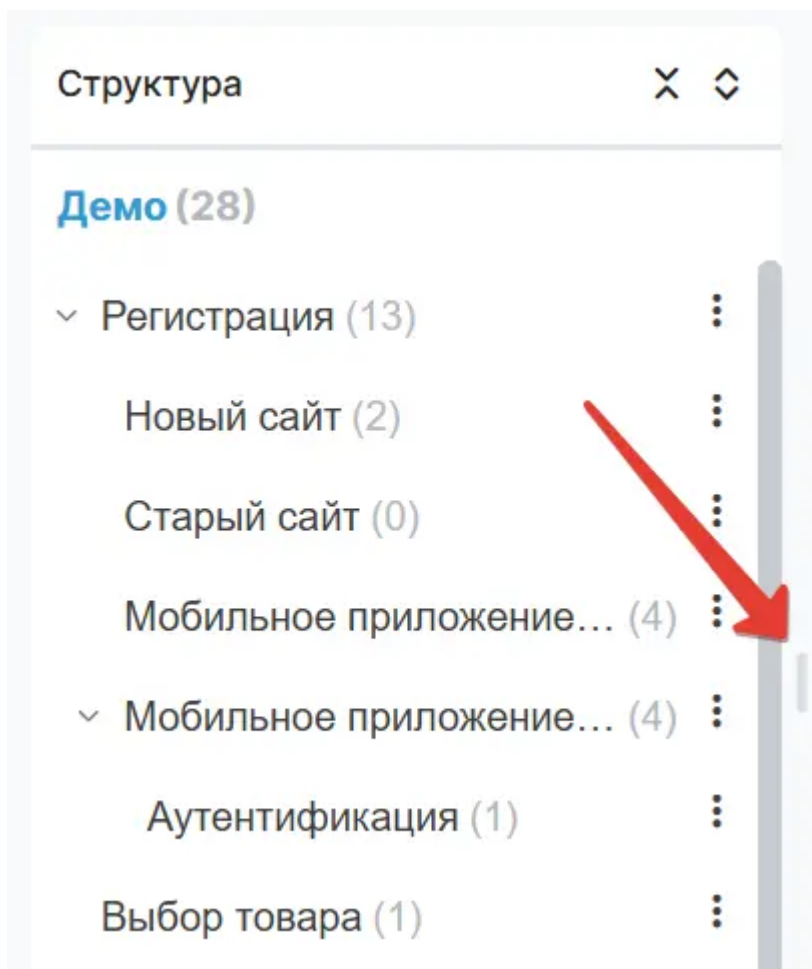 Структура
Демо (28)
Регистрация (13)
Новый сайт (2)
Старый сайт (0)
Мобильное приложение... (4)
Мобильное приложение... (4)
Аутентификация (1)
Выбор товара (1)